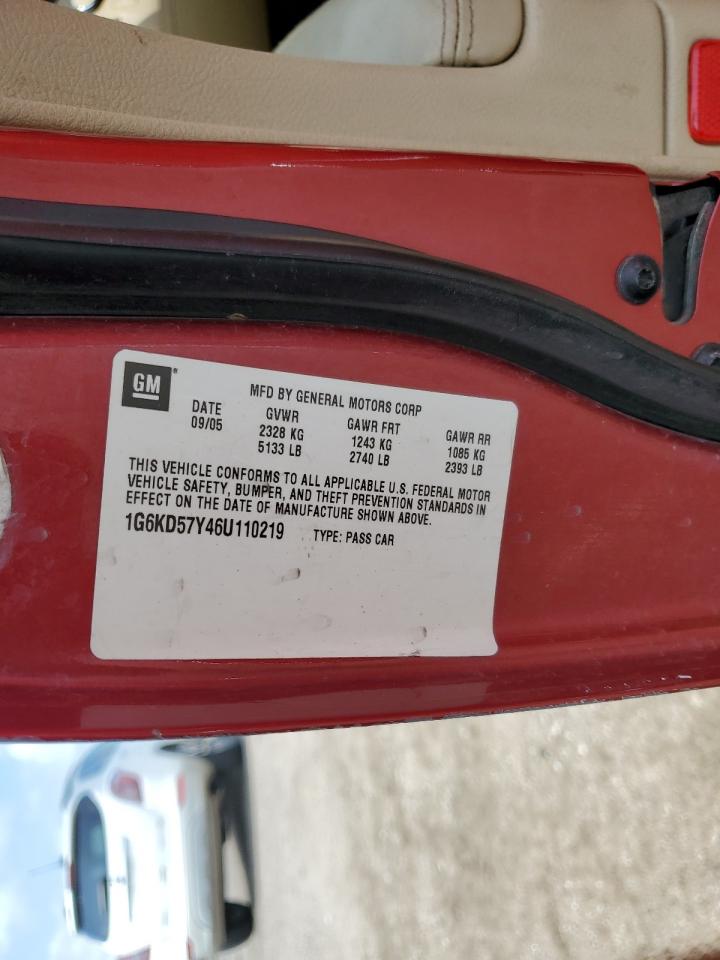 GM
MFD BY GENERAL MOTORS CORP
DATE GVWR GAWR FRT GAWR RR
09/05 2328 KG 1243 KG 1085 KG
5133 LB 2740 LB 2393 LB
THIS VEHICLE CONFORMS TO ALL APPLICABLE U.S. FEDERAL MOTOR
VEHICLE SAFETY, BUMPER, AND THEFT PREVENTION STANDARDS IN
EFFECT ON THE DATE OF MANUFACTURE SHOWN ABOVE.
1G6KD57Y46U110219 TYPE: PASS CAR